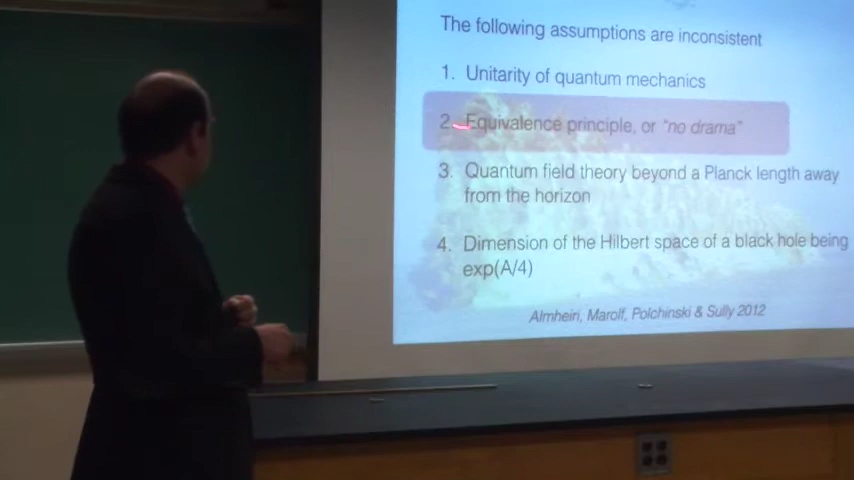 The following assumptions are inconsistent
1. Unitarity of quantum mechanics
2. Equivalence principle, or "no drama"
3. Quantum field theory beyond a Planck length away
from the horizon
4. Dimension of the Hilbert space of a black hole being
exp(A/4)
Almheiri, Marolf, Polchinski & Sully 2012